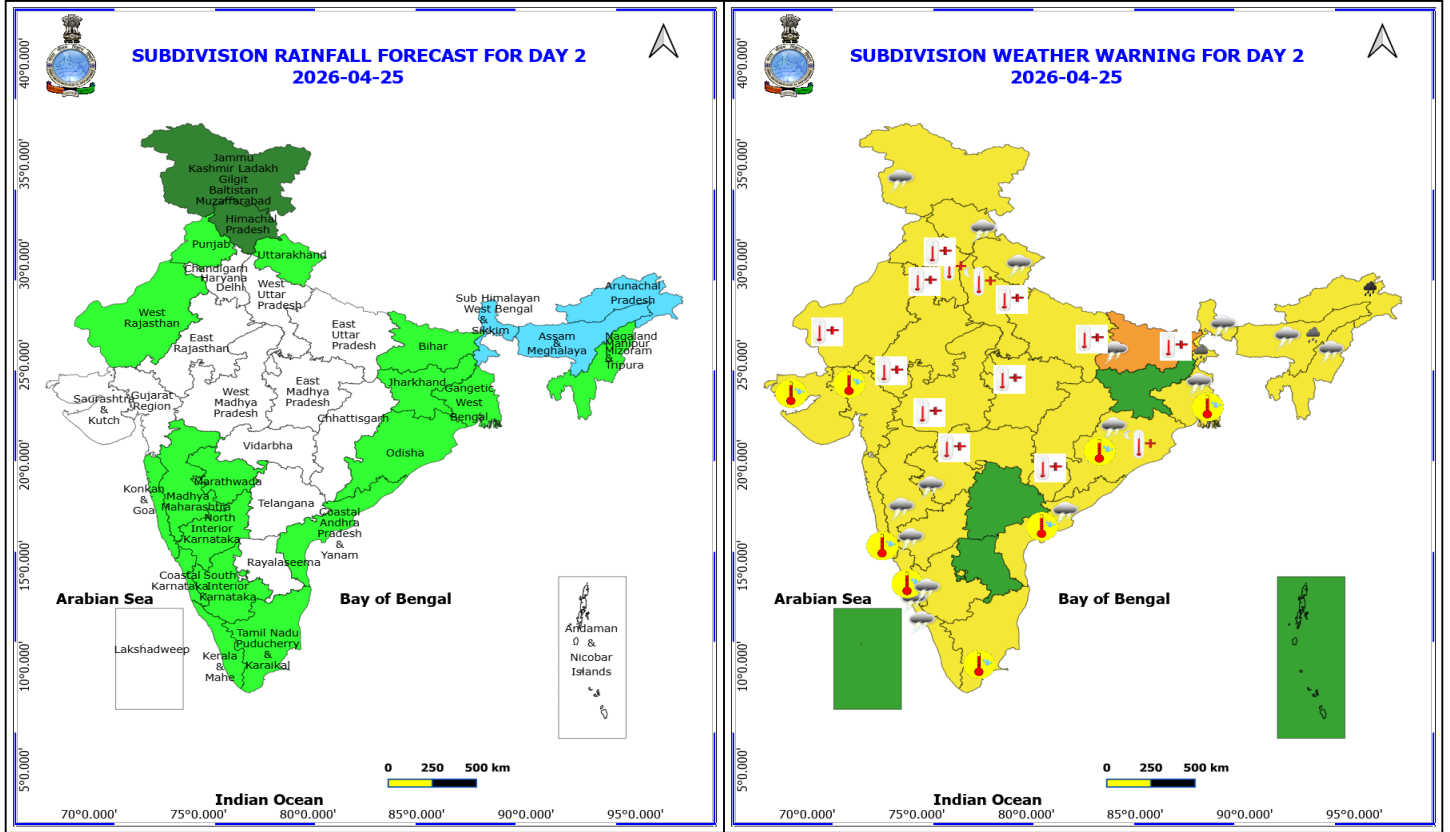 SUBDIVISION RAINFALL FORECAST FOR DAY 2
2026-04-25
40°0.000'
35°0.000'
30°0.000'
25°0.000'
20°0.000'
15°0.000'
10°0.000'
5°0.000'
Jammu
Kashmir Ladakh
Gilgit
Baltistan
Muzaffarabad
Himachal
Pradesh
Punjab
Uttarakhand
Chandigarh
Haryana
Delhi
West
Uttar
Pradesh
West
Rajasthan
East
Rajasthan
East
Uttar
Pradesh
Sub Himalayan
West Bengal
&
Sikkim
Arunachal
Pradesh
Assam
&
Meghalaya
Nagaland
Manipur
Mizoram
&
Tripura
Bihar
Jharkhand
Gangetic
West
Bengal
Saurashtra
&
Kutch
Gujarat
Region
West
Madhya
Pradesh
East
Madhya
Pradesh
Chhattisgarh
Vidarbha
Odisha
Konkan
&
Goa
Madhya
Maharashtra
Marathwada
Telangana
North
Interior
Karnataka
Coastal
Andhra
Pradesh
&
Yanam
Rayalaseema
Coastal
Karnataka
South
Interior
Karnataka
Arabian Sea
Bay of Bengal
Lakshadweep
Kerala
&
Mahe
Tamil Nadu
Puducherry
&
Karaikal
Andaman
&
Nicobar
Islands
0 250 500 km
Indian Ocean
70°0.000' 75°0.000' 80°0.000' 85°0.000' 90°0.000' 95°0.000'
SUBDIVISION WEATHER WARNING FOR DAY 2
2026-04-25
40°0.000'
35°0.000'
30°0.000'
25°0.000'
20°0.000'
15°0.000'
10°0.000'
5°0.000'
Arabian Sea
Bay of Bengal
0 250 500 km
Indian Ocean
70°0.000' 75°0.000' 80°0.000' 85°0.000' 90°0.000' 95°0.000'